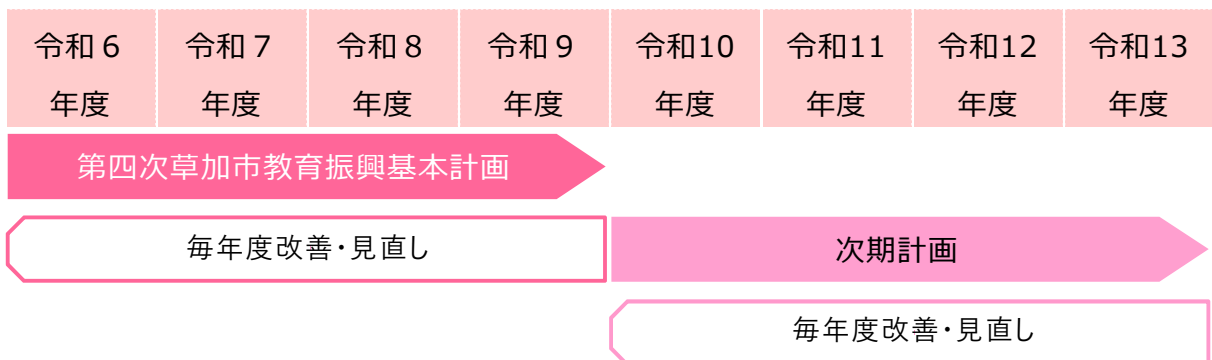 令和６ 令和７ 令和８ 令和９ 令和10 令和11 令和12 令和13
年度 年度 年度 年度 年度 年度 年度 年度
第四次草加市教育振興基本計画
毎年度改善・見直し
次期計画
毎年度改善・見直し